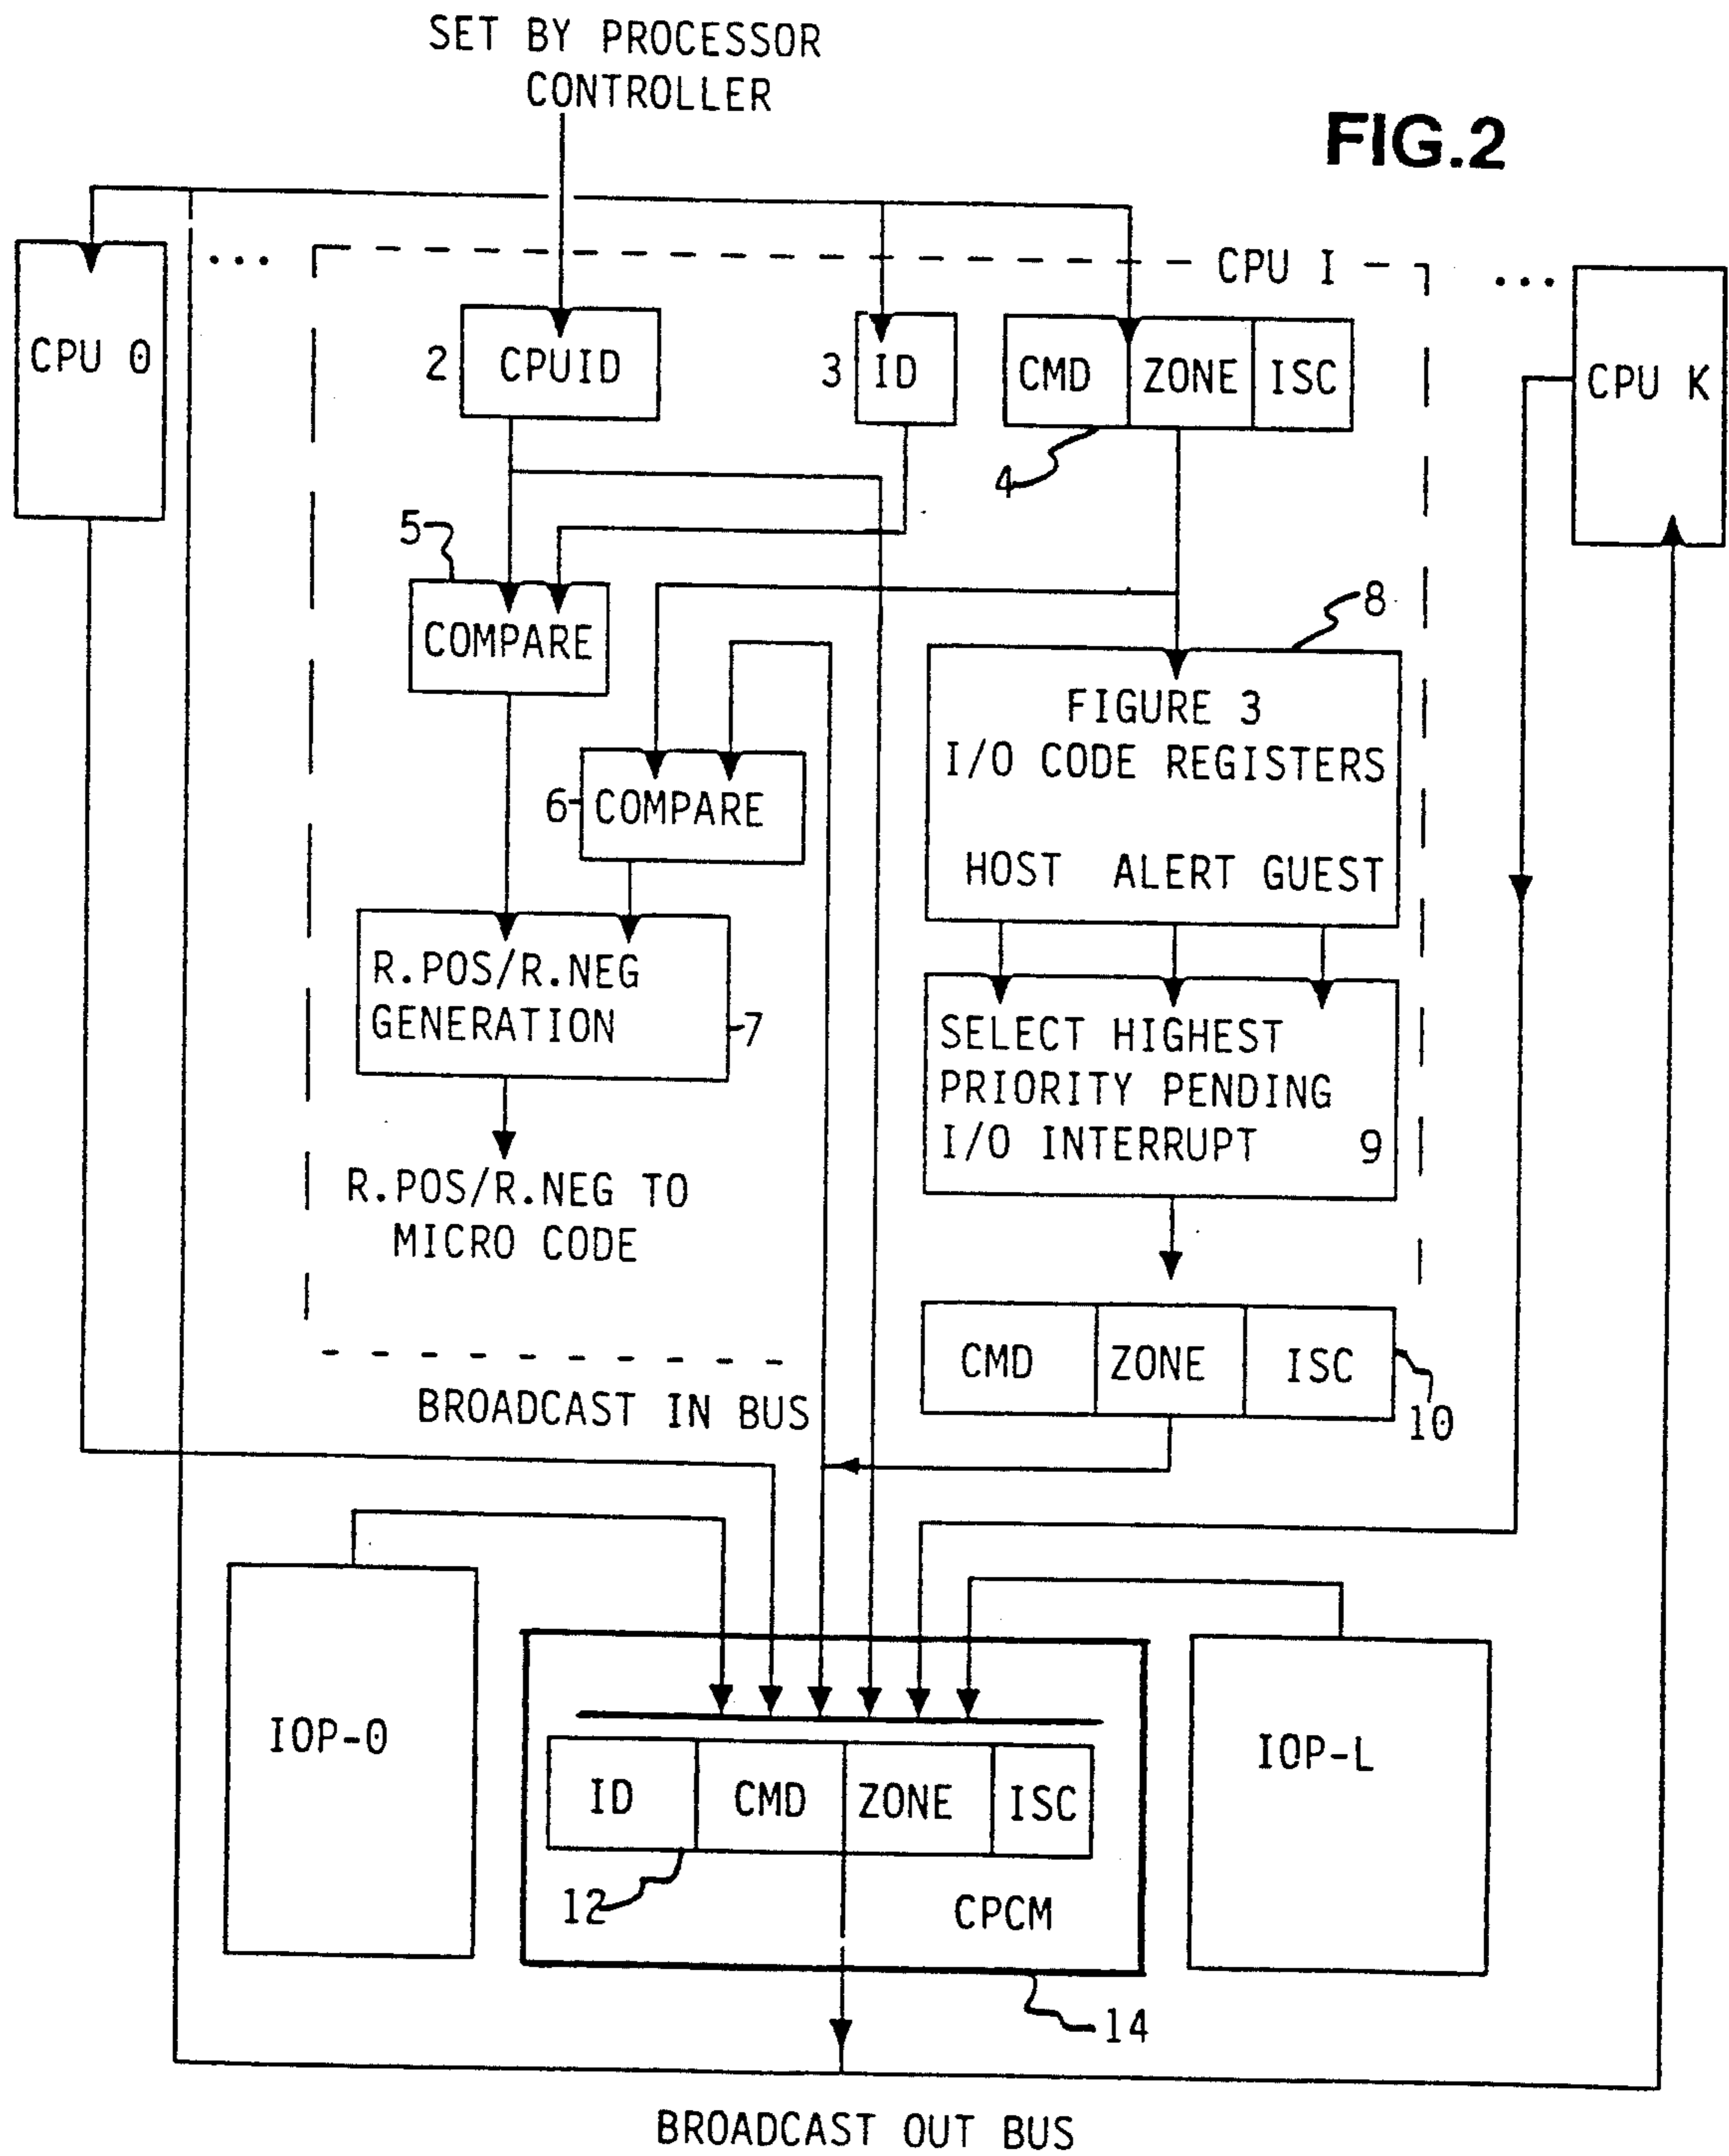 SET BY PROCESSOR
CONTROLLER
FIG.2
CPU 0
...
CPU I
...
CPU K
2
CPUID
3
ID
CMD ZONE ISC
4
5
COMPARE
8
FIGURE 3
I/O CODE REGISTERS
HOST ALERT GUEST
6
COMPARE
R.POS/R.NEG
GENERATION
7
SELECT HIGHEST
PRIORITY PENDING
I/O INTERRUPT 9
R.POS/R.NEG TO
MICRO CODE
CMD ZONE ISC
10
BROADCAST IN BUS
IOP-0
IOP-L
ID CMD ZONE ISC
12
CPCM
14
BROADCAST OUT BUS